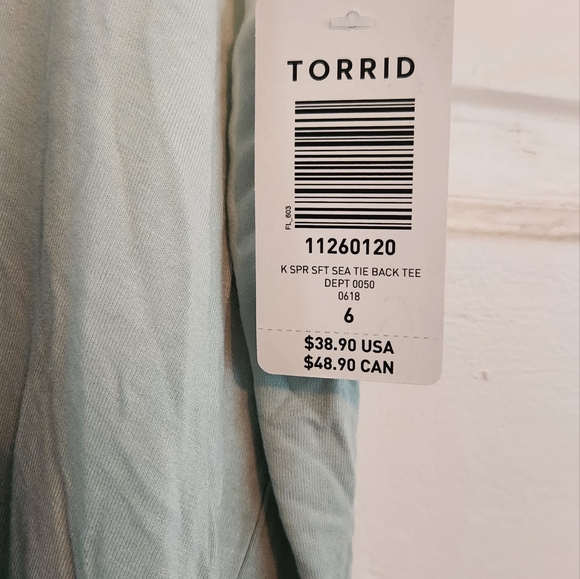 TORRID
FL_603
11260120
K SPR SFT SEA TIE BACK TEE
DEPT 0050
0618
6
$38.90 USA
$48.90 CAN